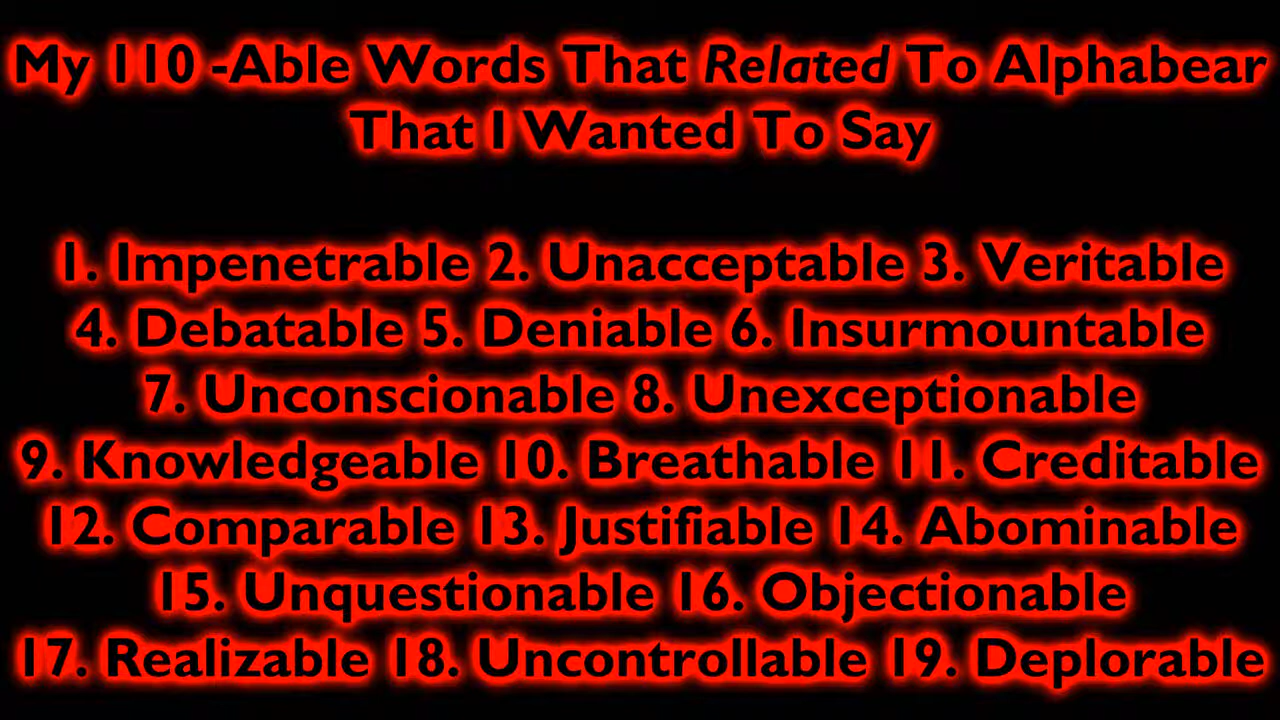 My 110 -Able Words That Related To Alphabear
That I Wanted To Say
1. Impenetrable 2. Unacceptable 3. Veritable
4. Debatable 5. Deniable 6. Insurmountable
7. Unconscionable 8. Unexceptionable
9. Knowledgeable 10. Breathable 11. Creditable
12. Comparable 13. Justifiable 14. Abominable
15. Unquestionable 16. Objectionable
17. Realizable 18. Uncontrollable 19. Deplorable